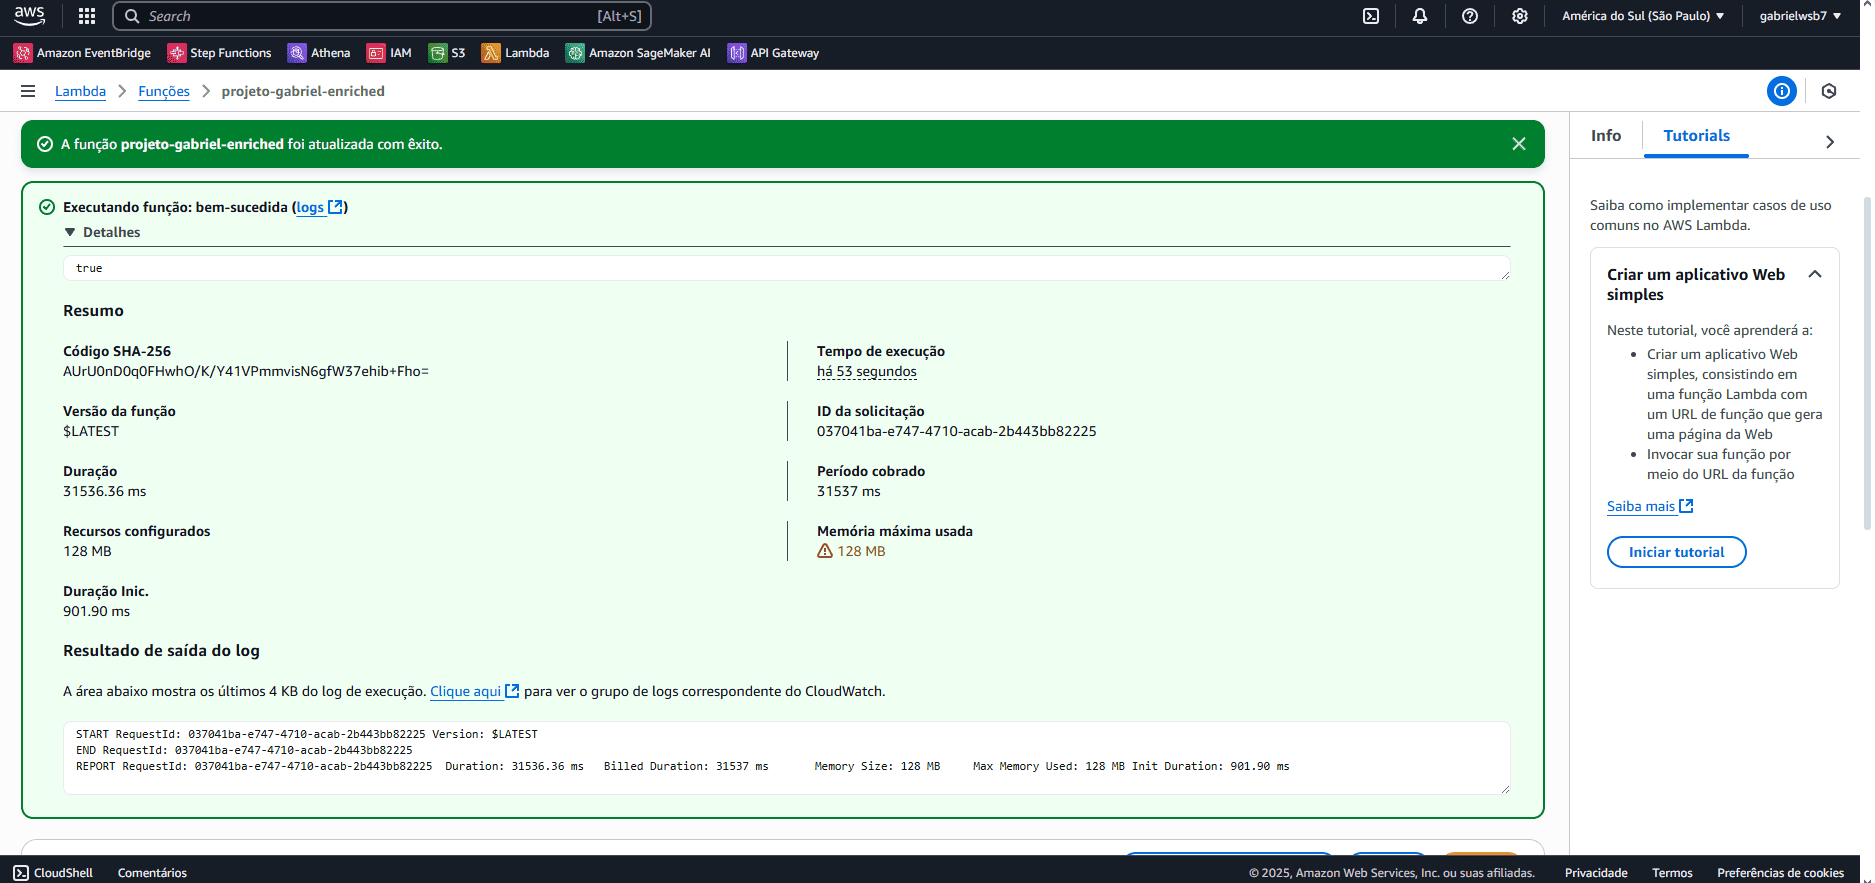 aws
Search
[Alt+S]
América do Sul (São Paulo)
gabrielwsb7
Amazon EventBridge
Step Functions
Athena
IAM
S3
Lambda
Amazon SageMaker AI
API Gateway
Lambda
Funções
projeto-gabriel-enriched
A função projeto-gabriel-enriched foi atualizada com êxito.
Executando função: bem-sucedida (logs)
Detalhes
true
Resumo
Código SHA-256
AUrU0nD0q0FHwhO/K/Y41VPmmvisN6gfW37ehib+Fho=
Tempo de execução
há 53 segundos
Versão da função
$LATEST
ID da solicitação
037041ba-e747-4710-acab-2b443bb82225
Duração
31536.36 ms
Período cobrado
31537 ms
Recursos configurados
128 MB
Memória máxima usada
128 MB
Duração Inic.
901.90 ms
Resultado de saída do log
A área abaixo mostra os últimos 4 KB do log de execução. Clique aqui para ver o grupo de logs correspondente do CloudWatch.
START RequestId: 037041ba-e747-4710-acab-2b443bb82225 Version: $LATEST
END RequestId: 037041ba-e747-4710-acab-2b443bb82225
REPORT RequestId: 037041ba-e747-4710-acab-2b443bb82225 Duration: 31536.36 ms Billed Duration: 31537 ms Memory Size: 128 MB Max Memory Used: 128 MB Init Duration: 901.90 ms
Info
Tutorials
Saiba como implementar casos de uso
comuns no AWS Lambda.
Criar um aplicativo Web
simples
Neste tutorial, você aprenderá a:
• Criar um aplicativo Web
simples, consistindo em
uma função Lambda com
um URL de função que gera
uma página da Web
• Invocar sua função por
meio do URL da função
Saiba mais
Iniciar tutorial
CloudShell
Comentários
© 2025, Amazon Web Services, Inc. ou suas afiliadas.
Privacidade
Termos
Preferências de cookies